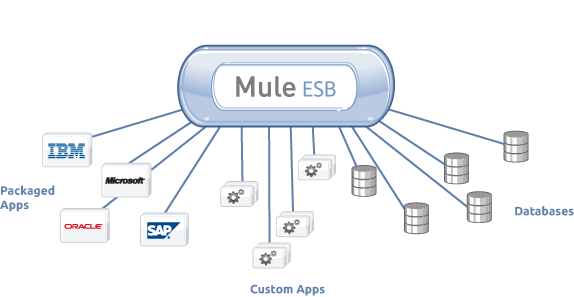 Mule ESB
IBM
Microsoft
Packaged
Apps
ORACLE
SAP
Databases
Custom Apps